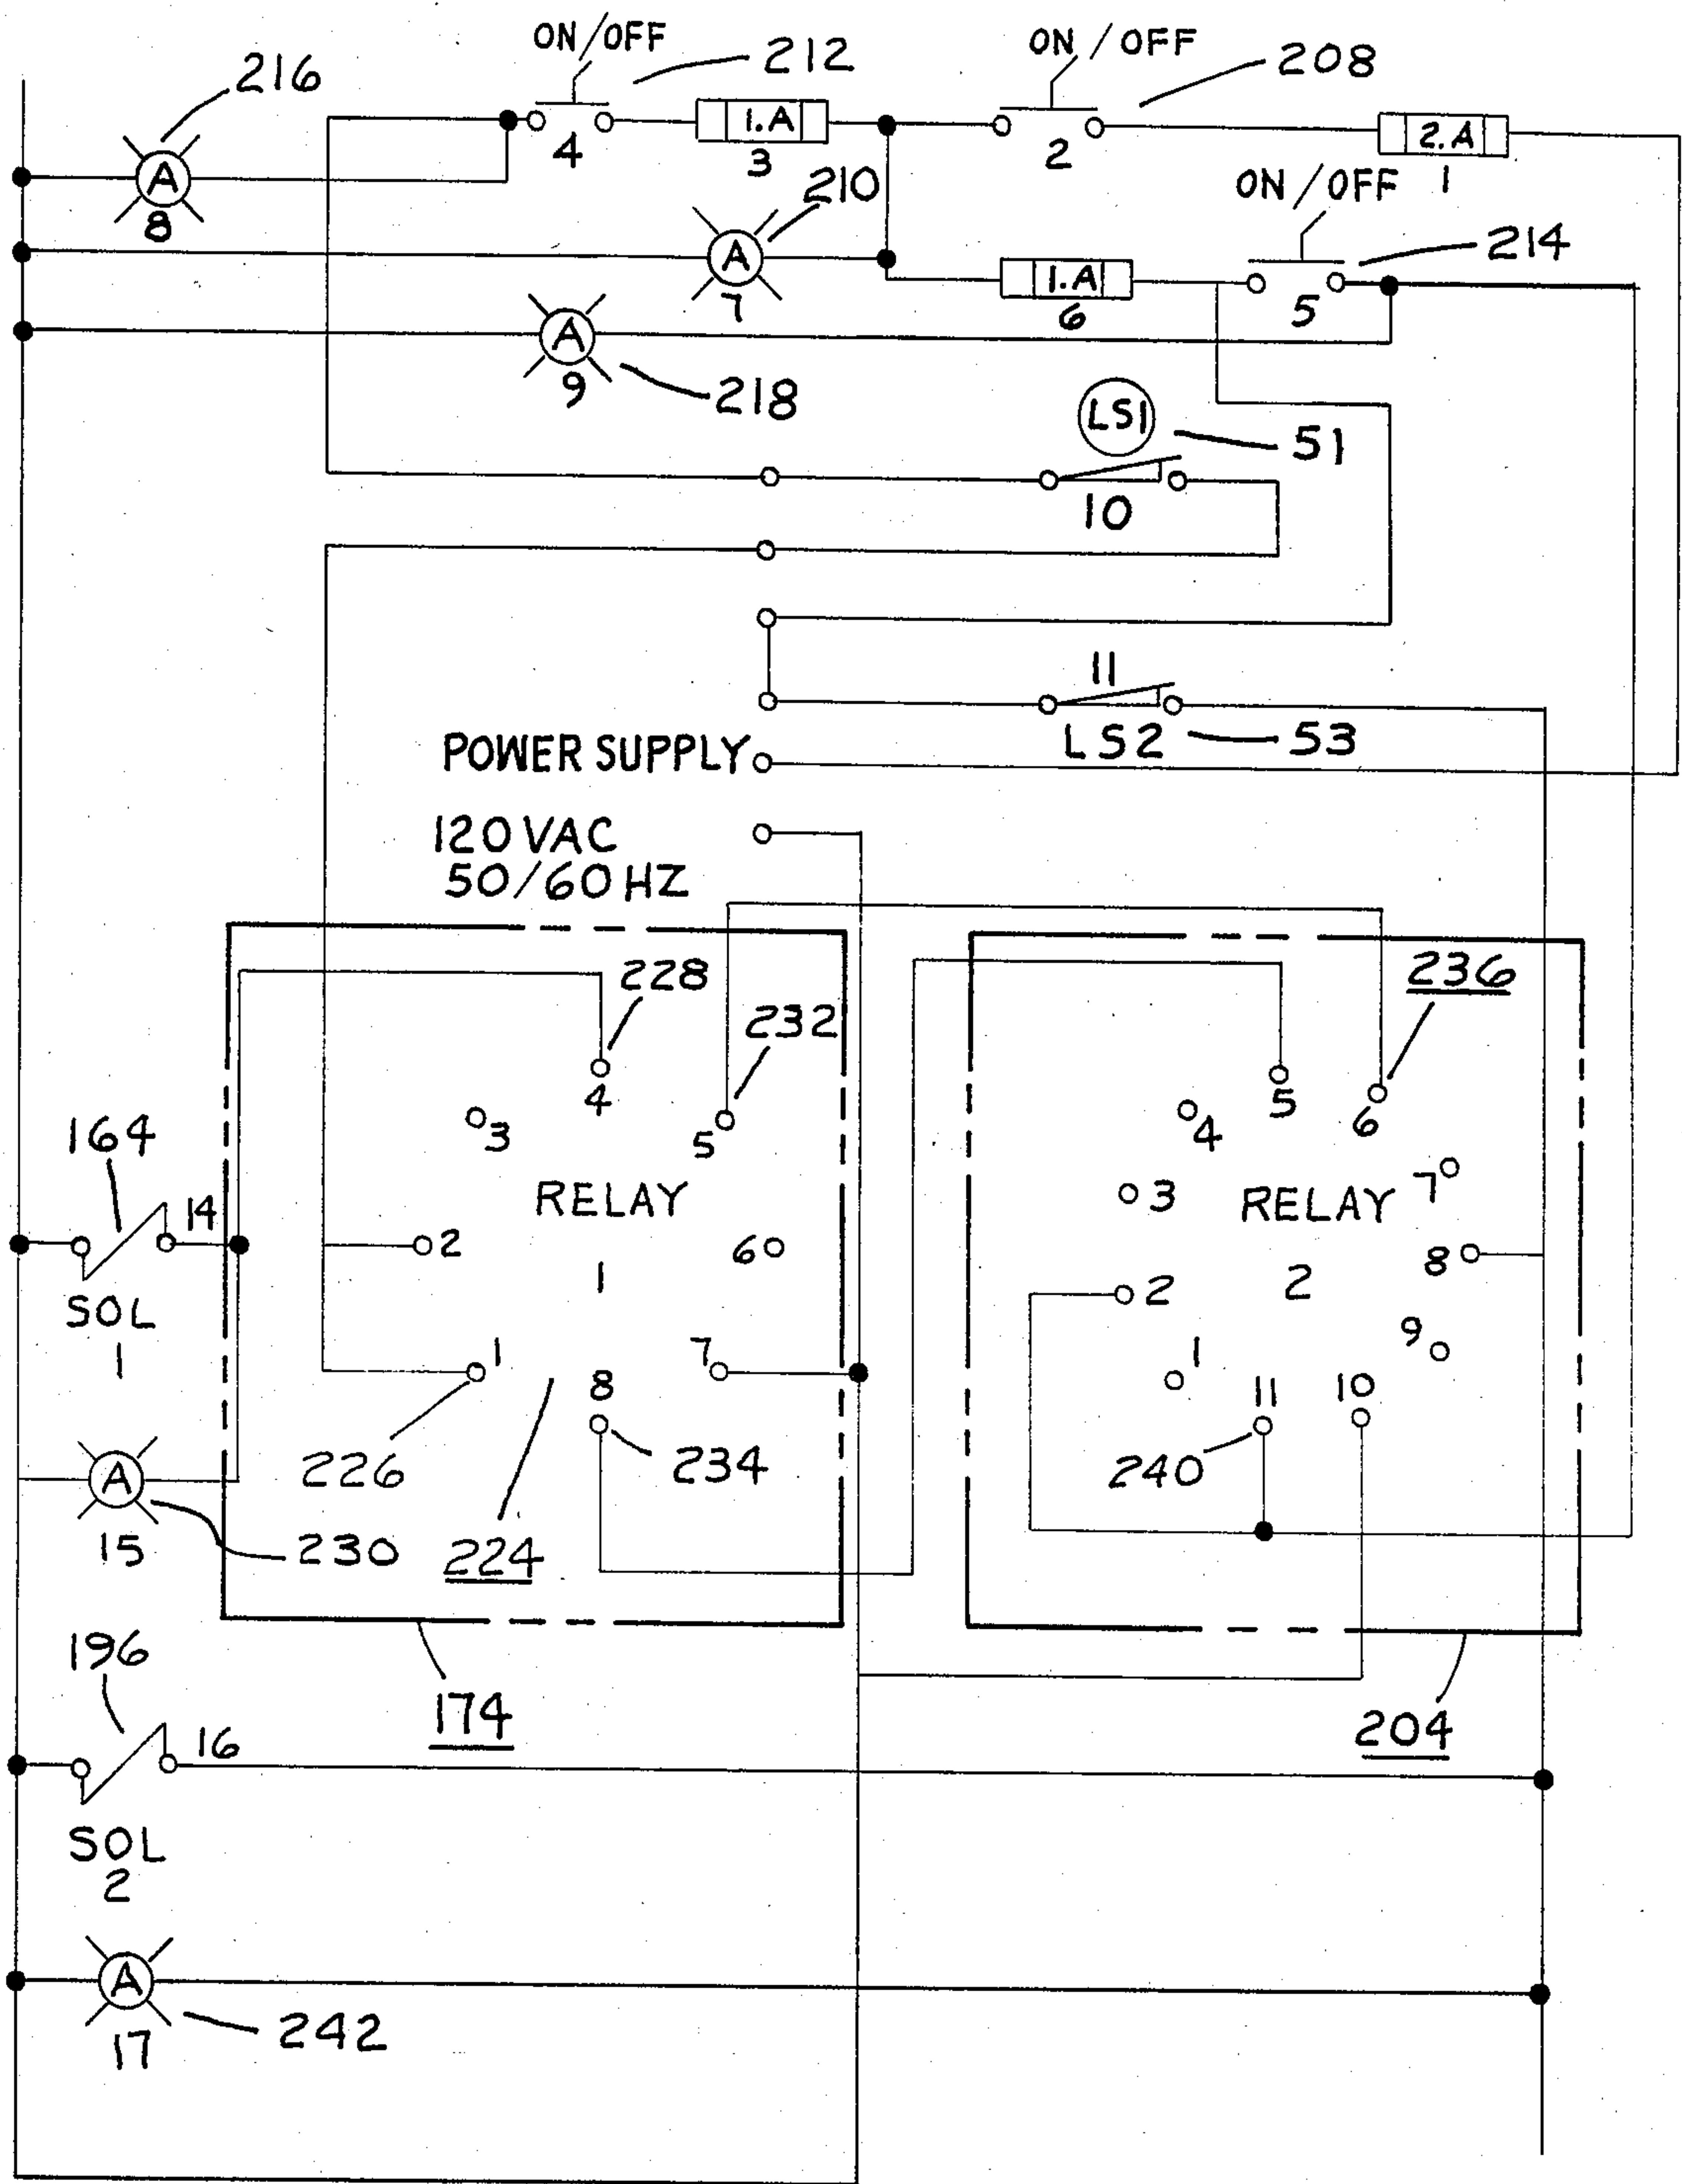 ON/OFF
212
ON/OFF
208
216
1.A
2.A
4
3
2
1
A
8
210
ON/OFF
214
A
7
1.A
6
5
A
9
218
LS1
51
10
11
LS2
53
POWER SUPPLY
120 VAC
50/60 HZ
228
236
232
4
5
3
5
6
4
164
14
RELAY
1
2
6
3
RELAY
2
7
8
2
SOL
1
1
7
8
9
1
11
10
226
234
240
A
15
230
224
196
16
174
204
SOL
2
A
17
242